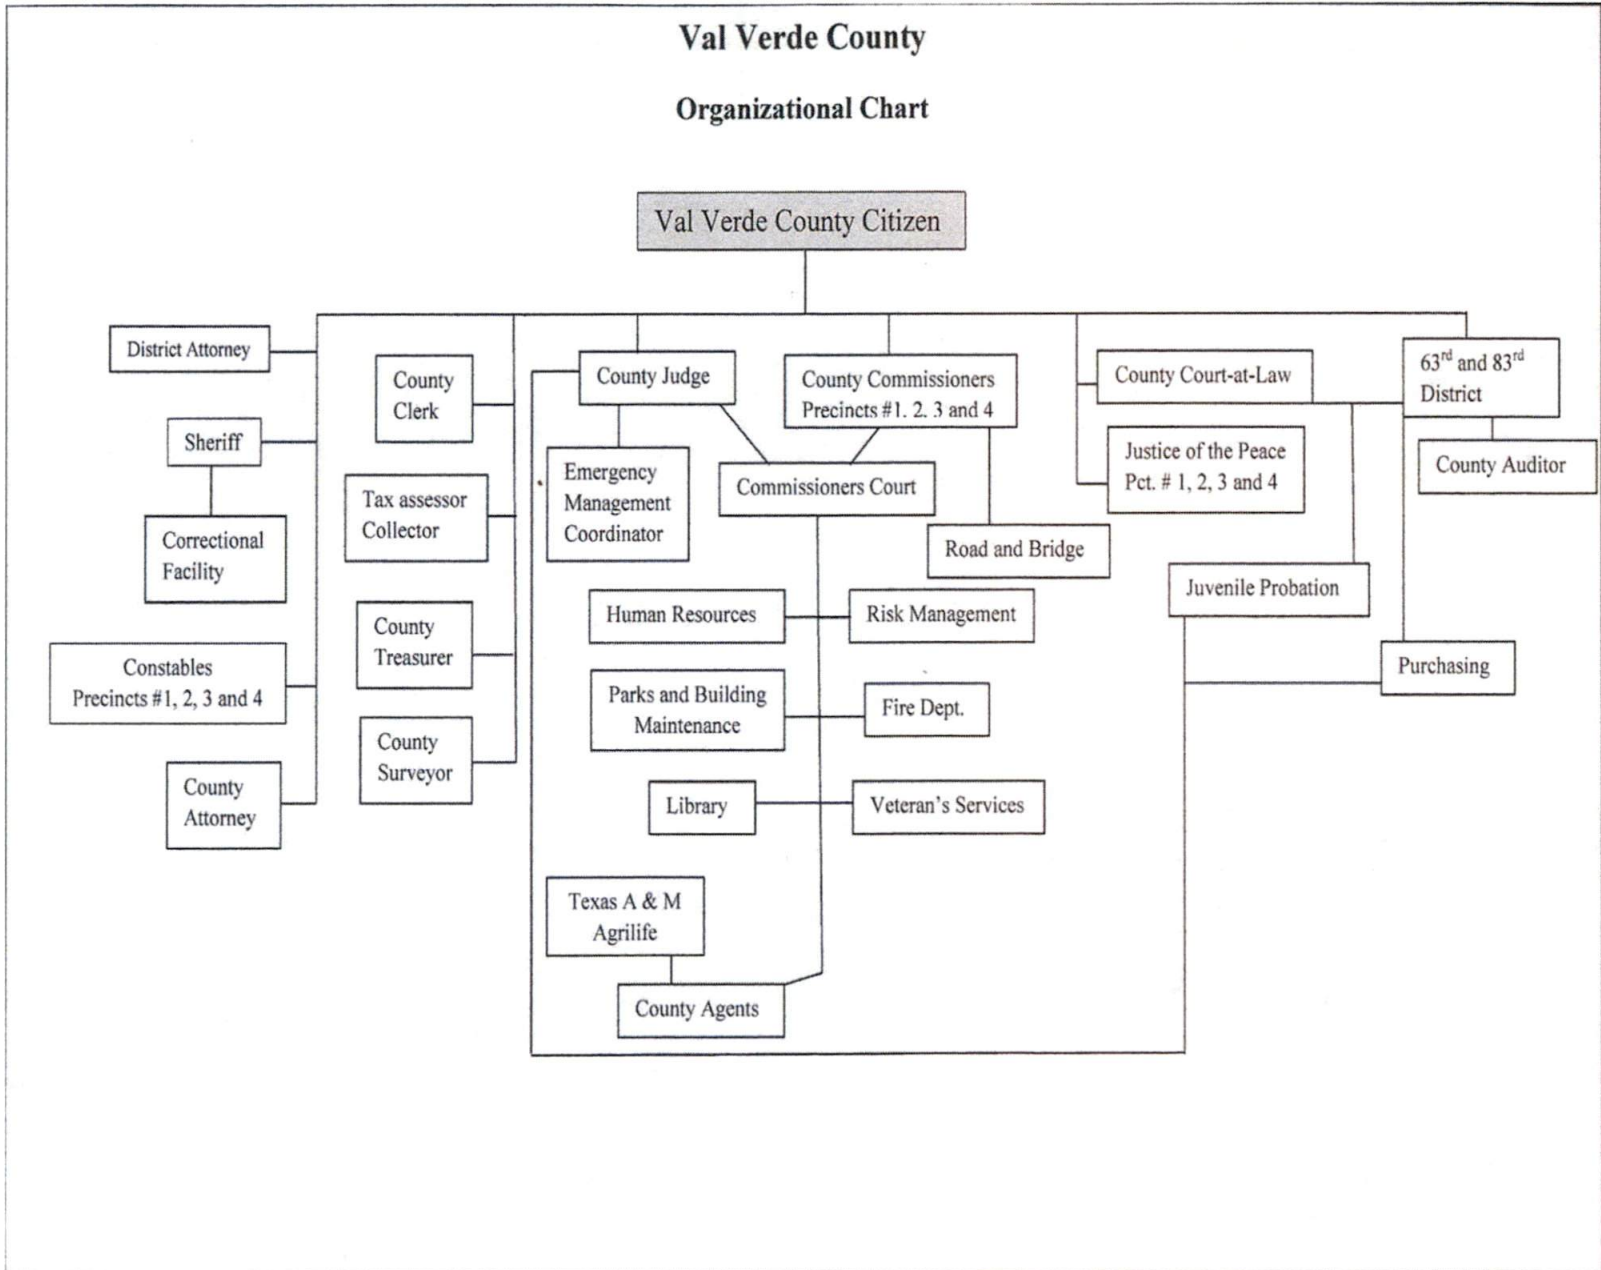 Val Verde County
Organizational Chart
Val Verde County Citizen
District Attorney
Sheriff
Correctional
Facility
Constables
Precincts #1, 2, 3 and 4
County
Attorney
County
Clerk
Tax assessor
Collector
County
Treasurer
County
Surveyor
County Judge
Emergency
Management
Coordinator
County Commissioners
Precincts #1. 2. 3 and 4
Commissioners Court
Road and Bridge
Human Resources
Risk Management
Parks and Building
Maintenance
Fire Dept.
Library
Veteran's Services
Texas A & M
Agrilife
County Agents
County Court-at-Law
Justice of the Peace
Pct. # 1, 2, 3 and 4
Juvenile Probation
63rd and 83rd
District
County Auditor
Purchasing